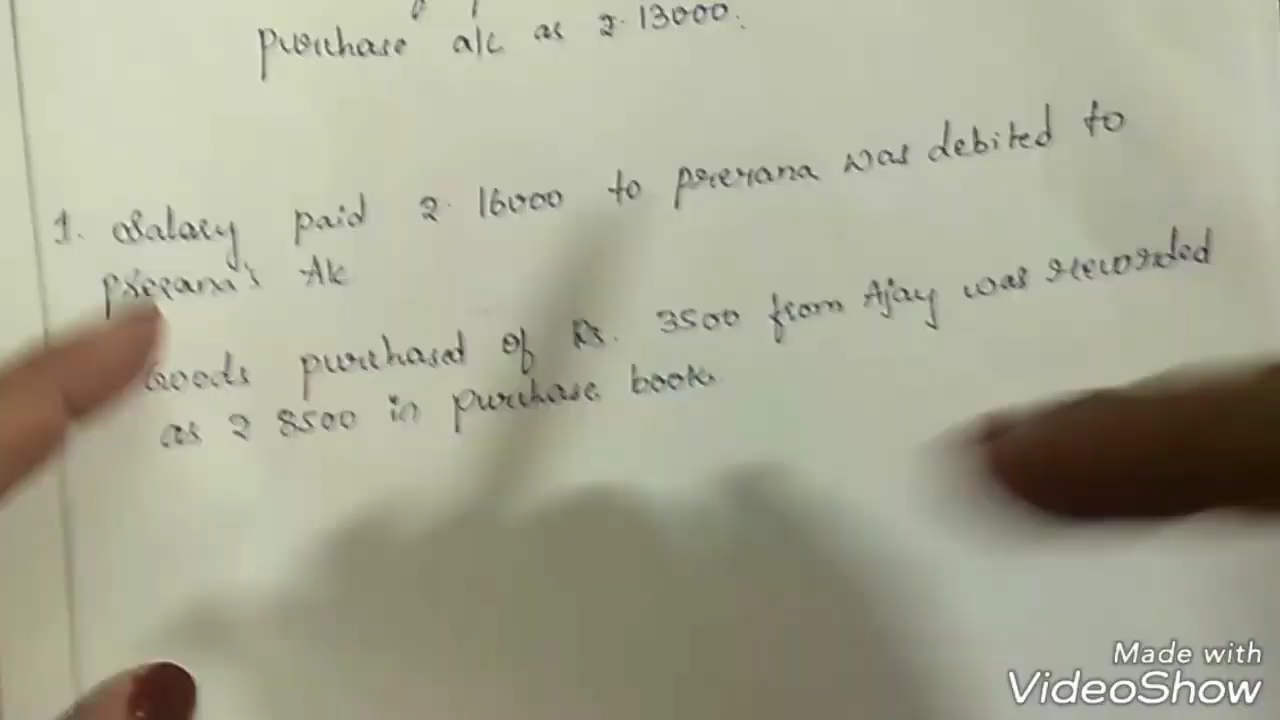 purchase a/c as ₹ 13000.
1. Salary paid ₹ 16000 to prerana was debited to
prerana's A/c
Goods purchased of Rs. 3500 from Ajay was recorded
as ₹ 8500 in purchase book.
Made with
VideoShow